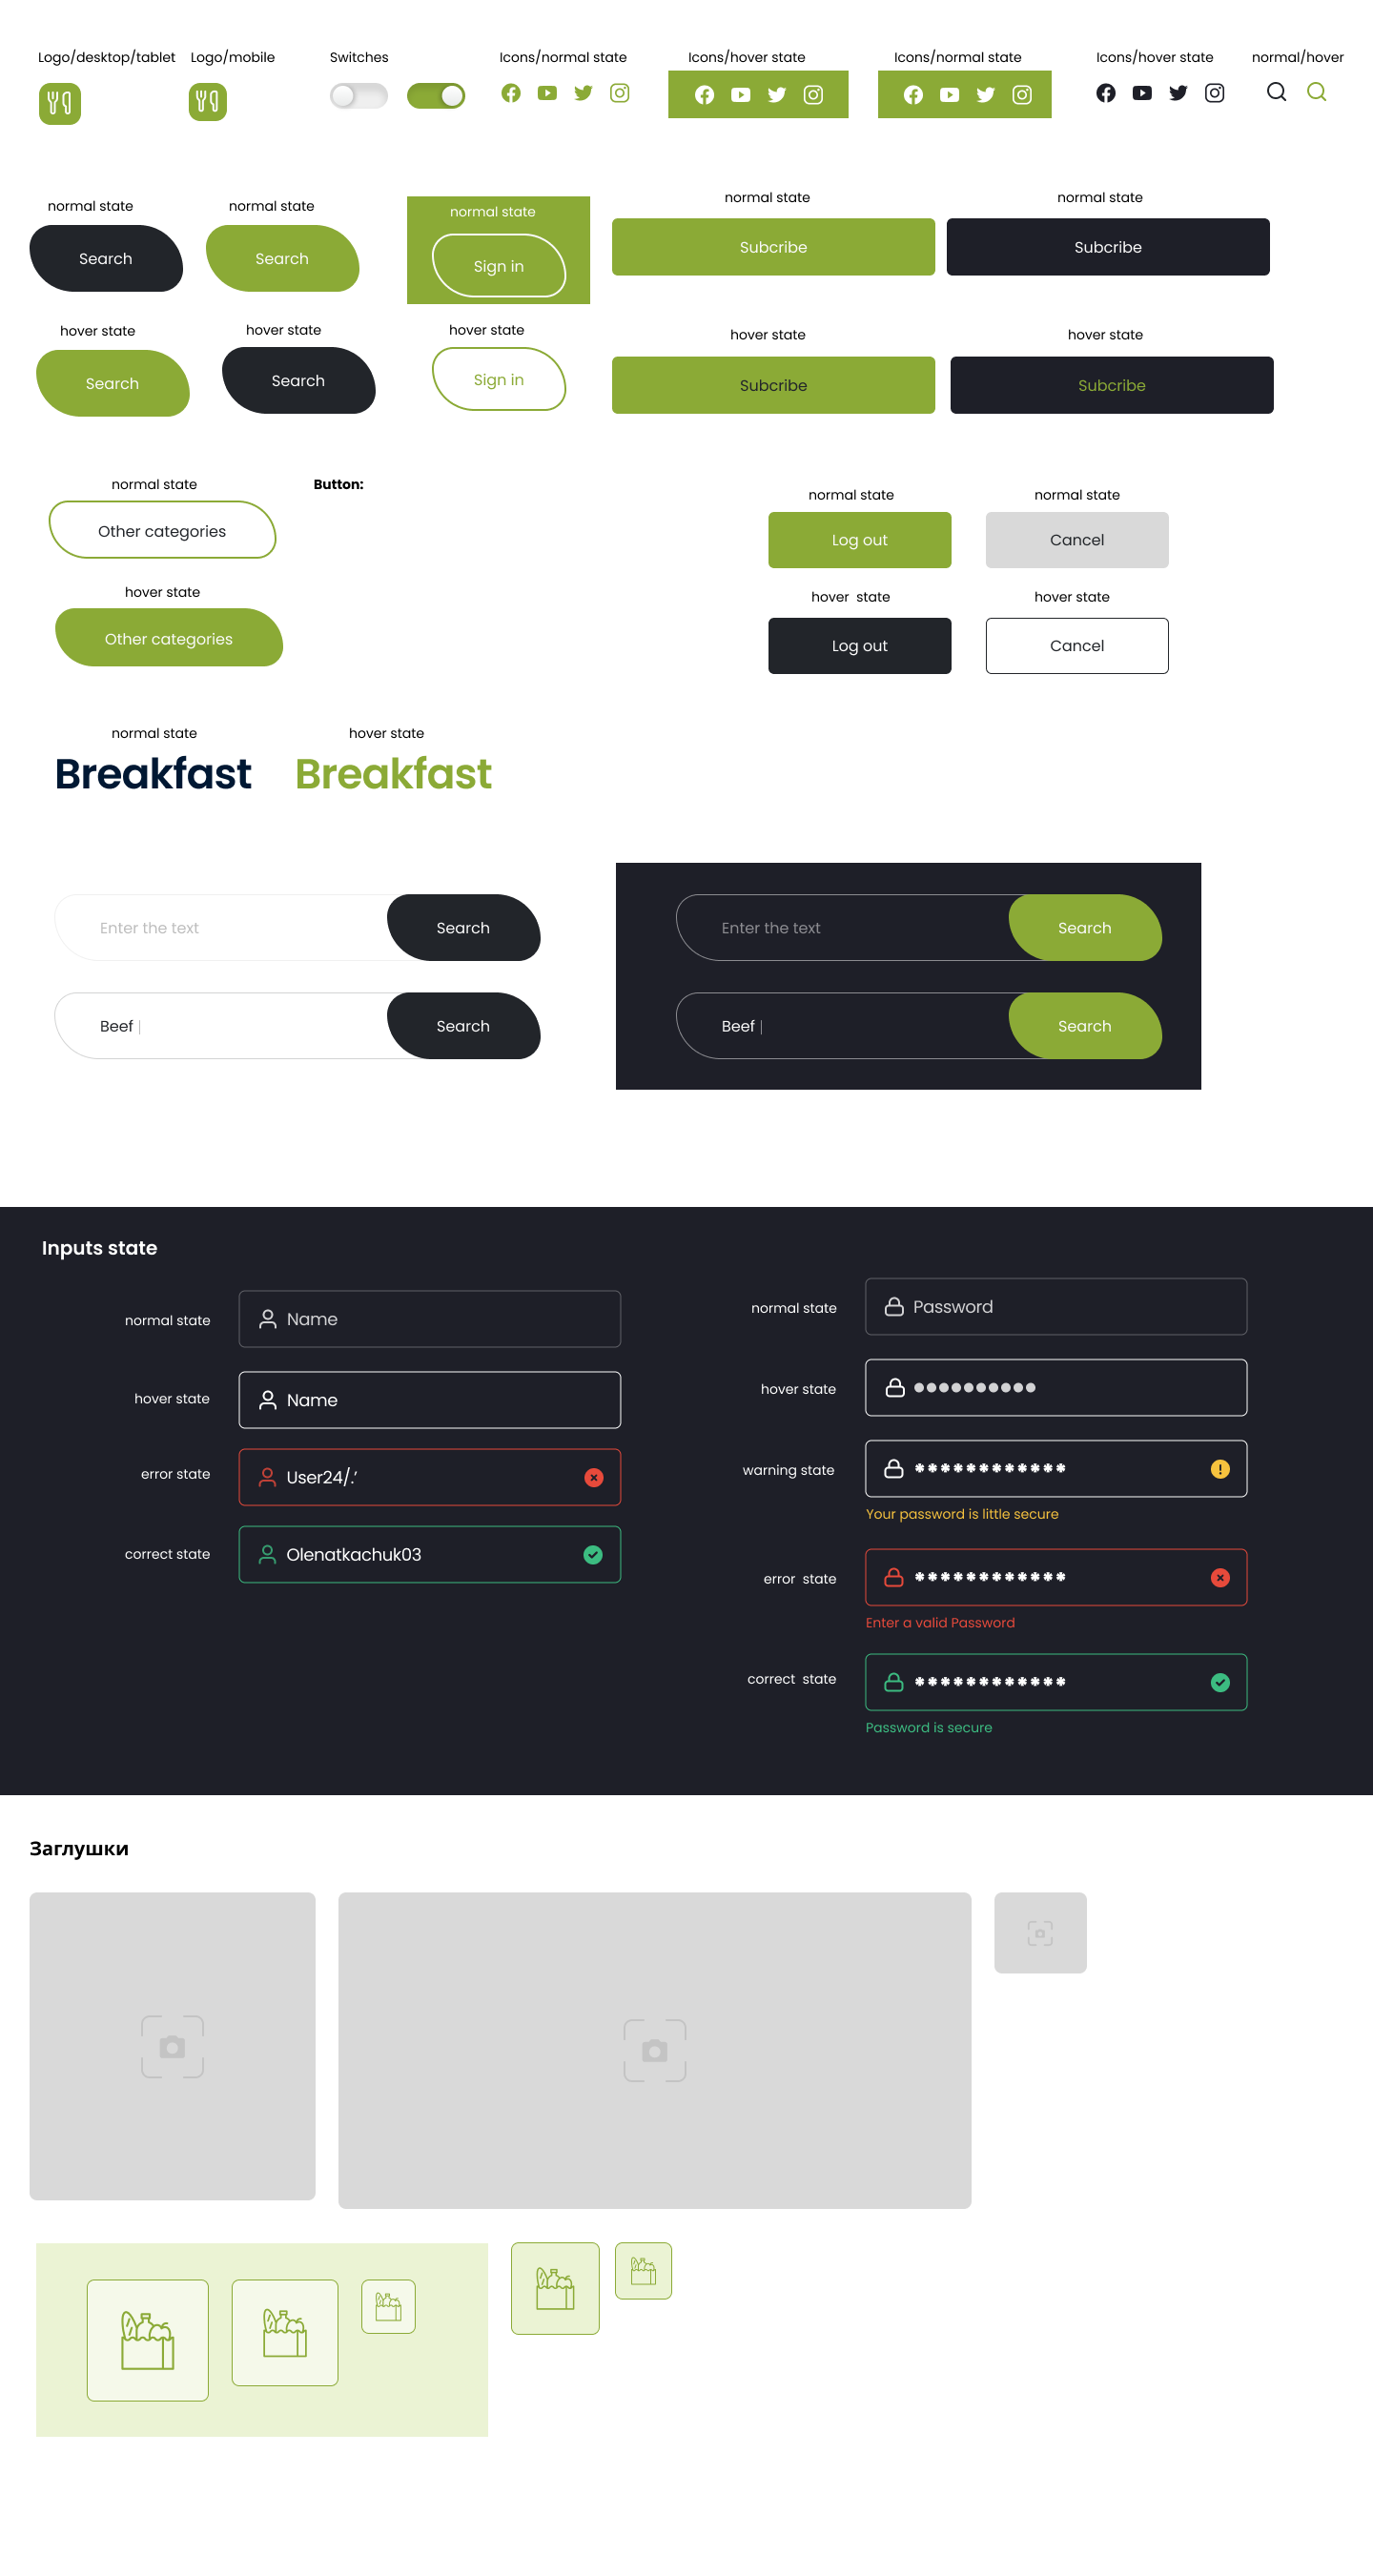 Logo/desktop/tablet
Logo/mobile
Switches
Icons/normal state
Icons/hover state
Icons/normal state
Icons/hover state
normal/hover
normal state
normal state
normal state
normal state
normal state
Search
Search
Sign in
Subcribe
Subcribe
hover state
hover state
hover state
hover state
hover state
Search
Search
Sign in
Subcribe
Subcribe
normal state
Button:
normal state
normal state
Other categories
Log out
Cancel
hover state
hover  state
hover state
Other categories
Log out
Cancel
normal state
hover state
Breakfast
Breakfast
Enter the text
Search
Enter the text
Search
Beef
Search
Beef
Search
Inputs state
normal state
Name
normal state
Password
hover state
Name
hover state
●●●●●●●●●●
error state
User24/.‘
warning state
************
Your password is little secure
correct state
Olenatkachuk03
error  state
************
Enter a valid Password
correct  state
************
Password is secure
Заглушки